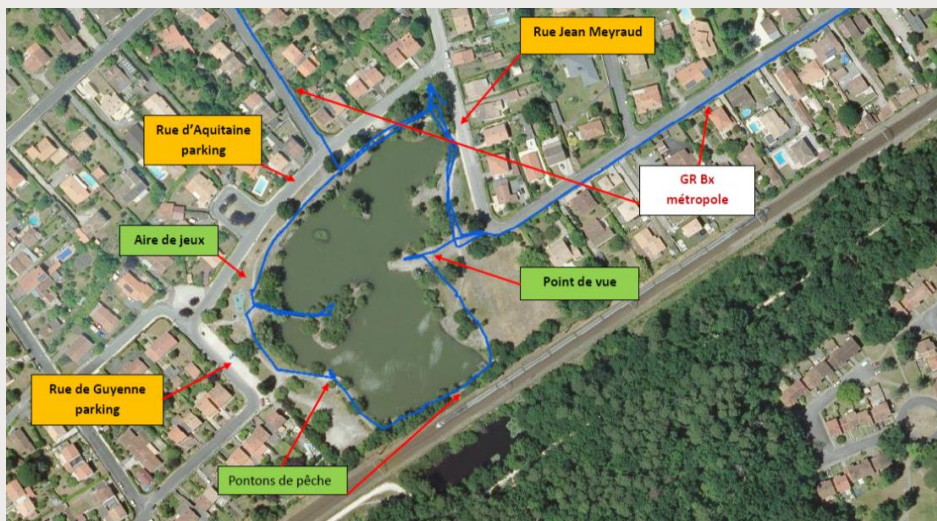 Rue Jean Meyraud
Rue d'Aquitaine
parking
GR Bx
métropole
Aire de jeux
Point de vue
Rue de Guyenne
parking
Pontons de pêche